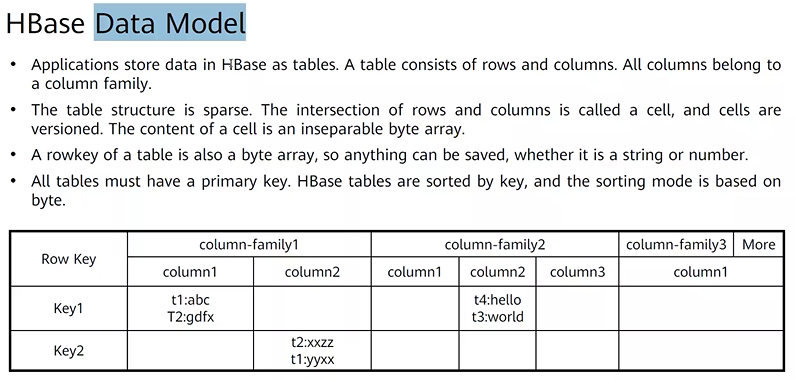 HBase Data Model
• Applications store data in HBase as tables. A table consists of rows and columns. All columns belong to
a column family.
• The table structure is sparse. The intersection of rows and columns is called a cell, and cells are
versioned. The content of a cell is an inseparable byte array.
• A rowkey of a table is also a byte array, so anything can be saved, whether it is a string or number.
• All tables must have a primary key. HBase tables are sorted by key, and the sorting mode is based on
byte.
Row Key column-family1 column-family2 column-family3 More
column1 column2 column1 column2 column3 column1
Key1 t1:abc t4:hello
T2:gdfx t3:world
Key2 t2:xxzz
t1:yyxx